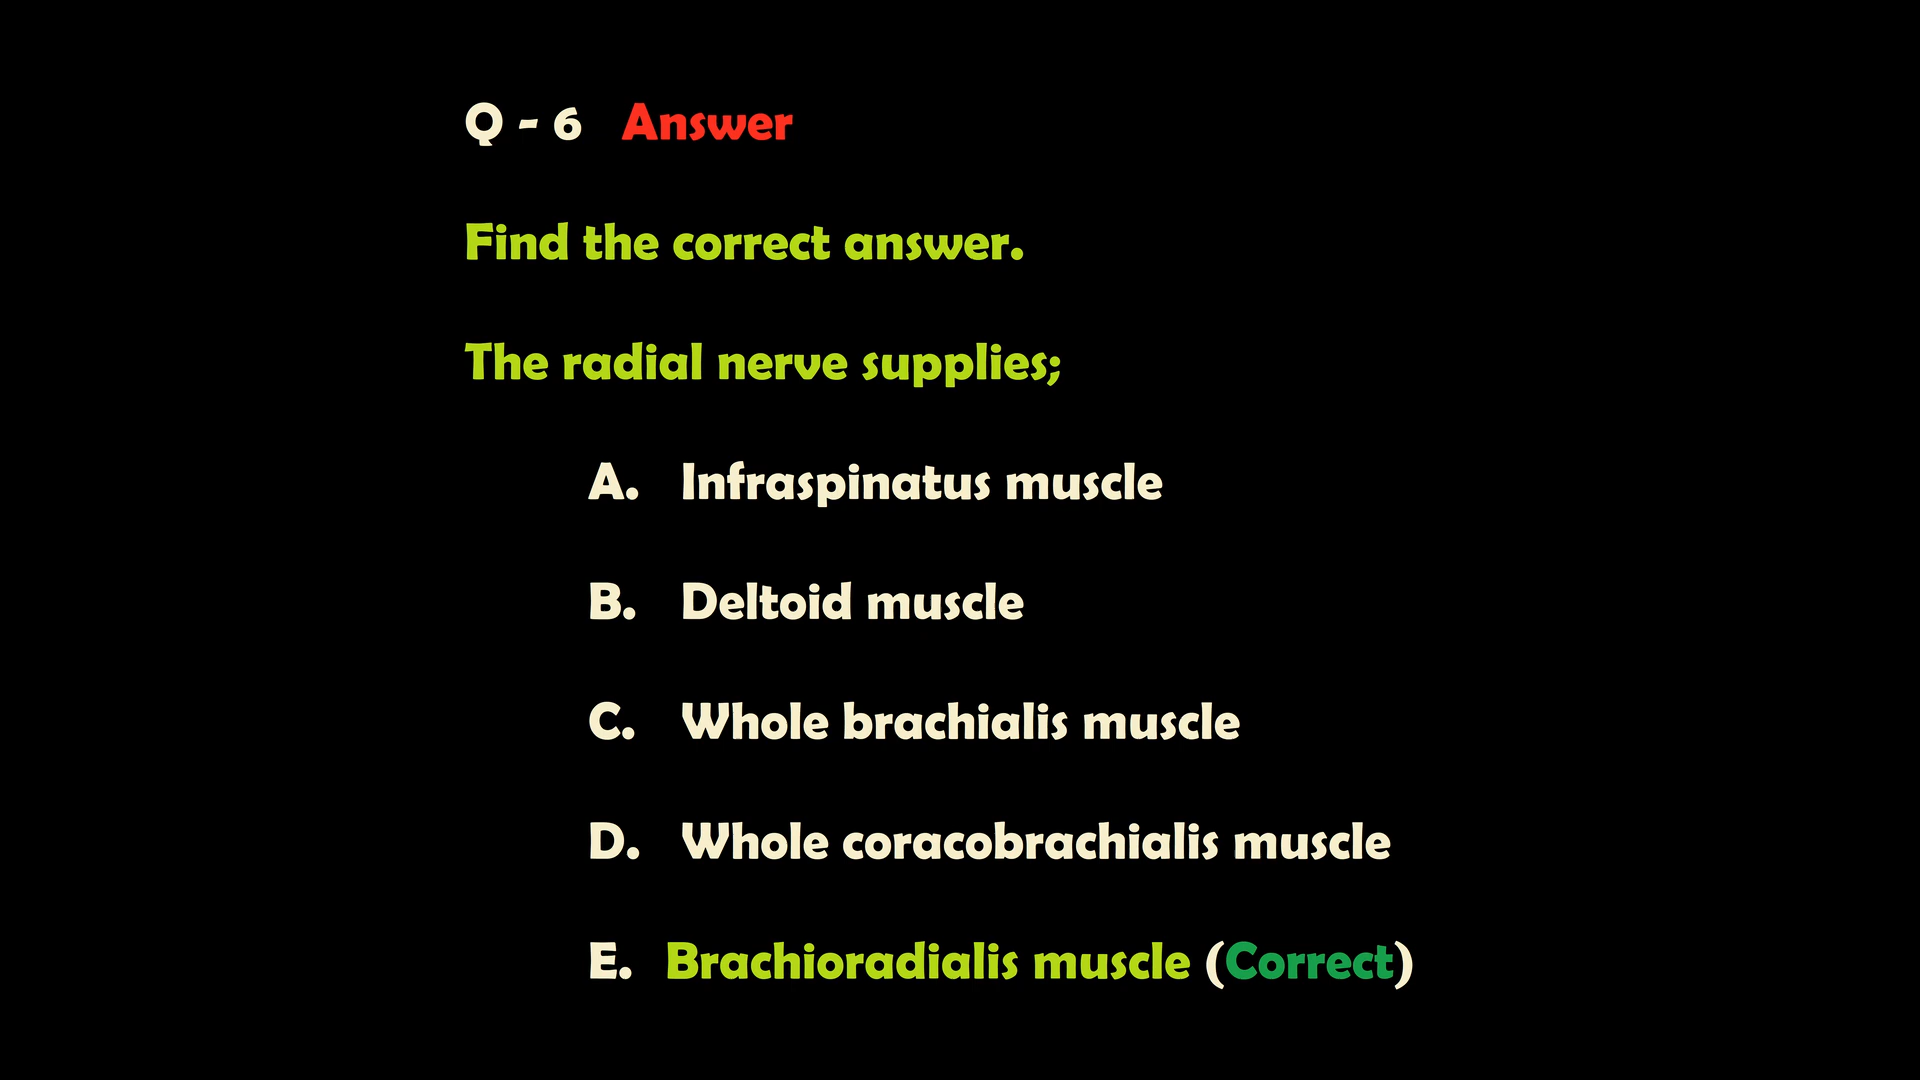 Q - 6 Answer
Find the correct answer.
The radial nerve supplies;
A. Infraspinatus muscle
B. Deltoid muscle
C. Whole brachialis muscle
D. Whole coracobrachialis muscle
E. Brachioradialis muscle (Correct)